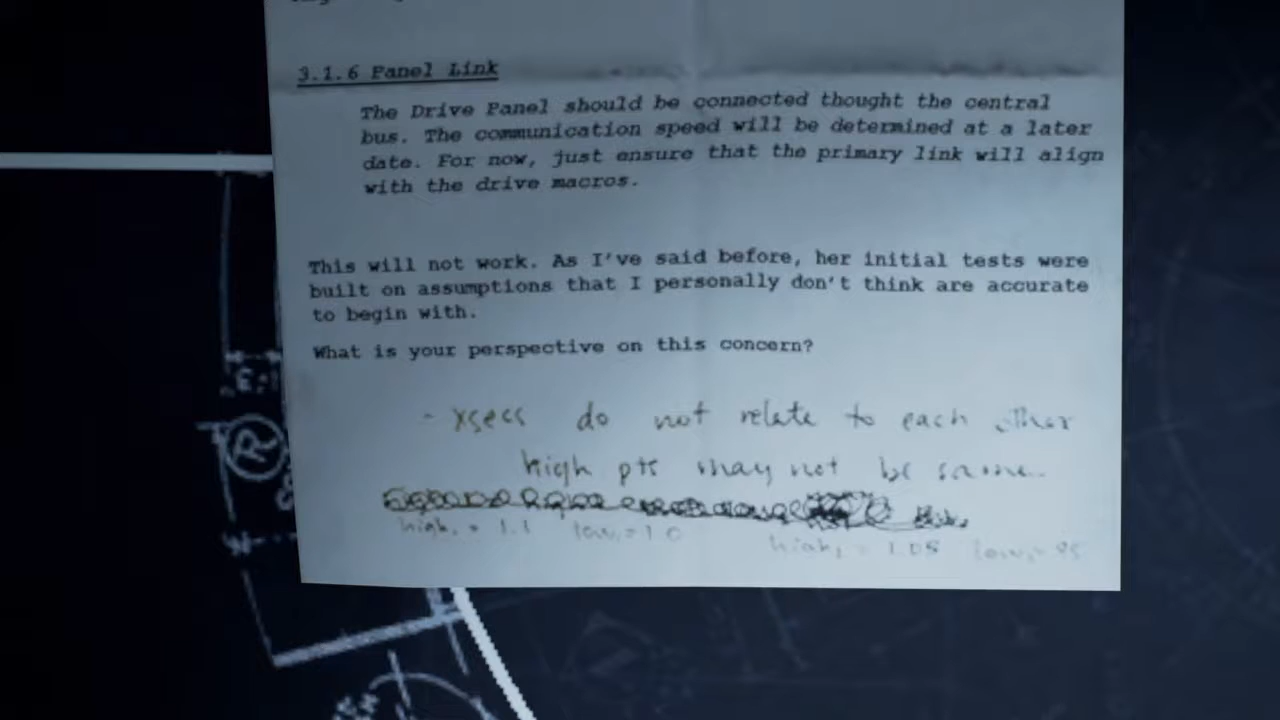 3.1.6 Panel Link
The Drive Panel should be connected thought the central
bus. The communication speed will be determined at a later
date. For now, just ensure that the primary link will align
with the drive macros.
This will not work. As I've said before, her initial tests were
built on assumptions that I personally don't think are accurate
to begin with.
What is your perspective on this concern?
- xsecs do not relate to each other
high pts may not be same
high, = 1.1 low, = 1.0
high, = 1.05 low, = 95
R